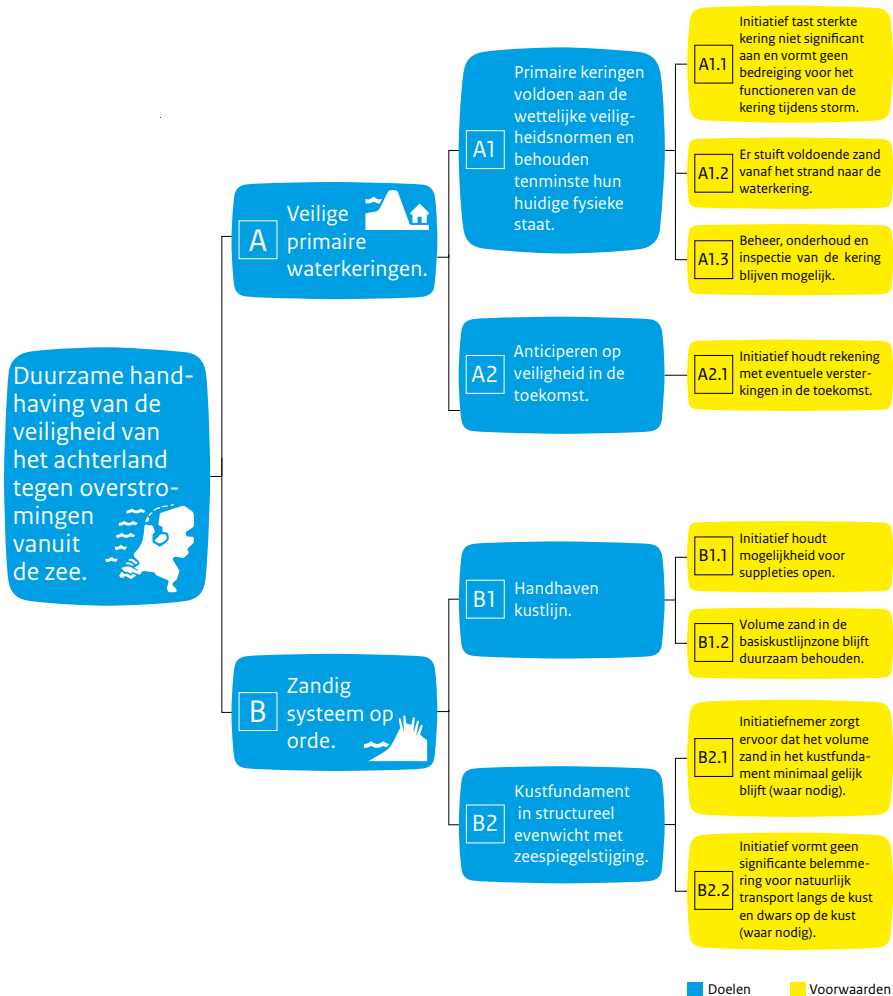 Duurzame hand-
having van de
veiligheid van
het achterland
tegen overstro-
mingen
vanuit
de zee.
A
Veilige
primaire
waterkeringen.
A1
Primaire keringen
voldoen aan de
wettelijke veilig-
heidsnormen en
behouden
tenminste hun
huidige fysieke
staat.
A1.1
Initiatief tast sterkte
kering niet significant
aan en vormt geen
bedreiging voor het
functioneren van de
kering tijdens storm.
A1.2
Er stuift voldoende zand
vanaf het strand naar de
waterkering.
A1.3
Beheer, onderhoud en
inspectie van de kering
blijven mogelijk.
A2
Anticiperen op
veiligheid in de
toekomst.
A2.1
Initiatief houdt rekening
met eventuele verster-
kingen in de toekomst.
B
Zandig
systeem op
orde.
B1
Handhaven
kustlijn.
B1.1
Initiatief houdt
mogelijkheid voor
suppleties open.
B1.2
Volume zand in de
basiskustlijnzone blijft
duurzaam behouden.
B2
Kustfundament
in structureel
evenwicht met
zeespiegelstijging.
B2.1
Initiatiefnemer zorgt
ervoor dat het volume
zand in het kustfunda-
ment minimaal gelijk
blijft (waar nodig).
B2.2
Initiatief vormt geen
significante belemme-
ring voor natuurlijk
transport langs de kust
en dwars op de kust
(waar nodig).
Doelen
Voorwaarden